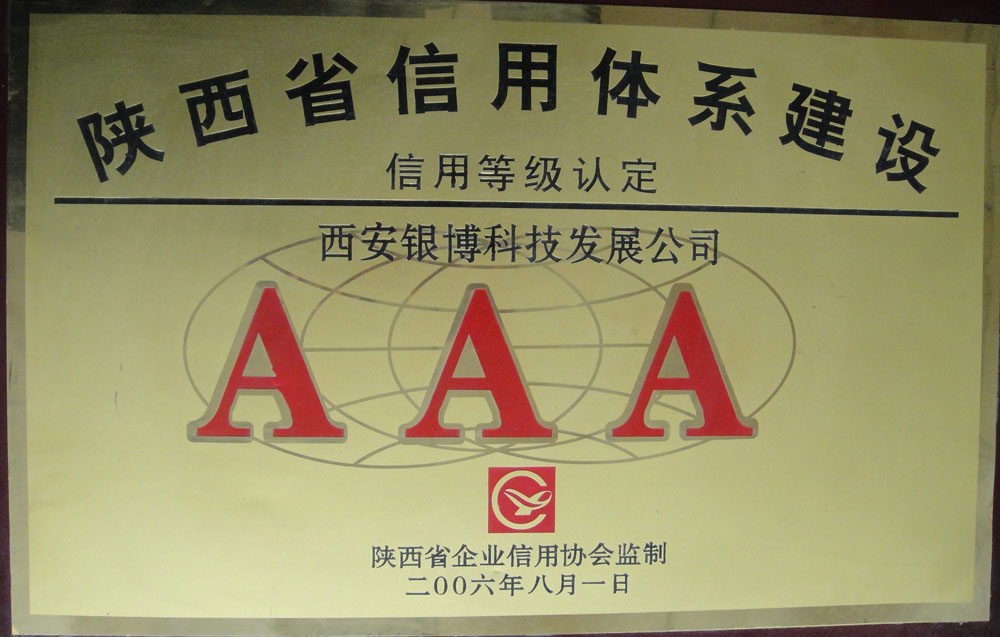 陕西省信用体系建设
信用等级认定
西安银博科技发展公司
AAA
陕西省企业信用协会监制
二00六年八月一日